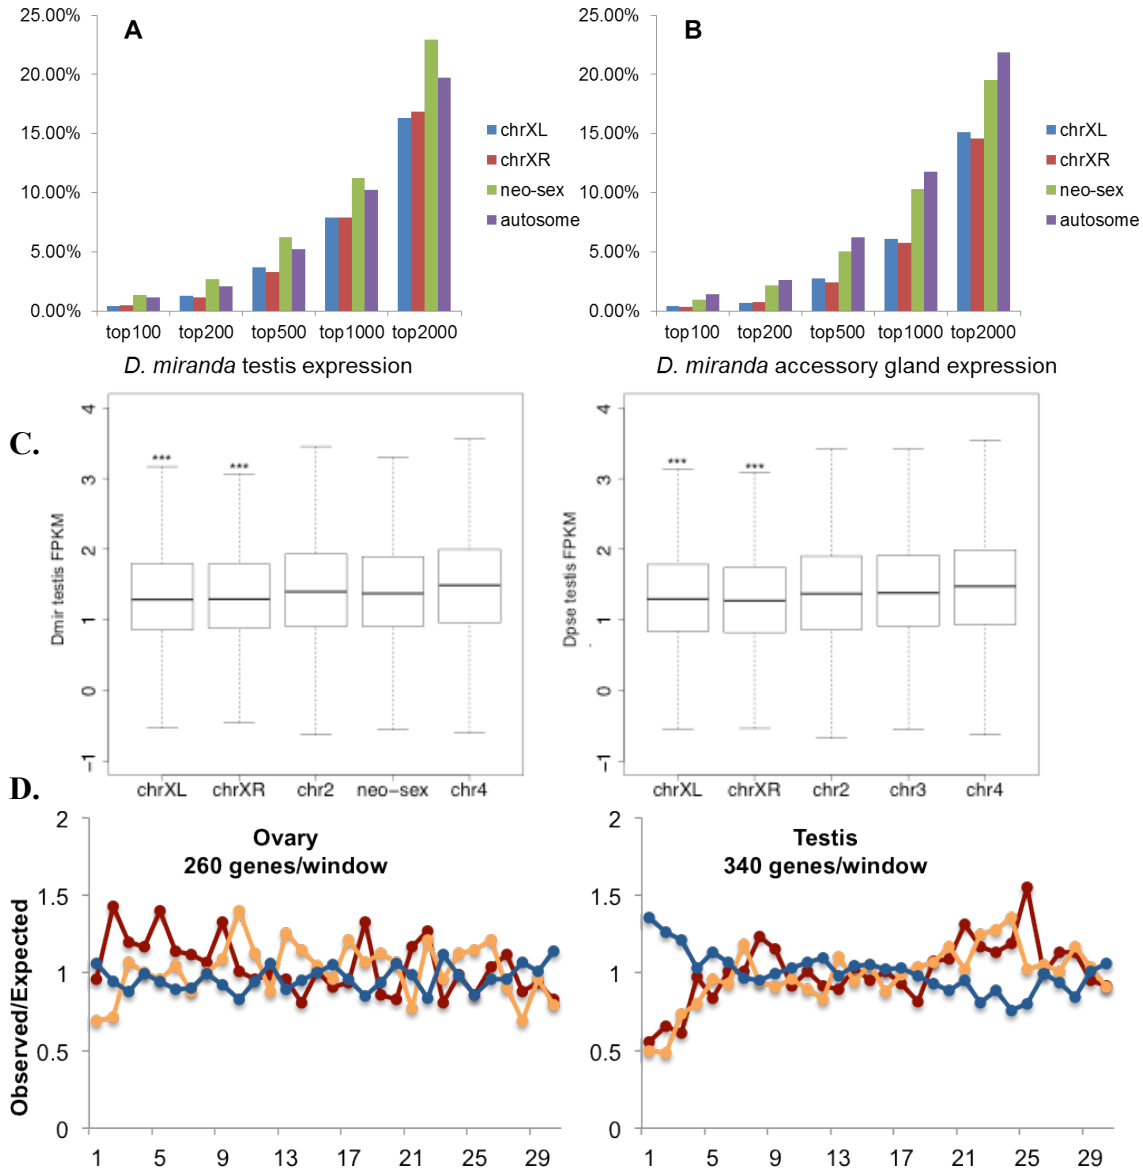 A
25.00%
20.00%
15.00%
10.00%
5.00%
0.00%
top100 top200 top500 top1000 top2000
chrXL
chrXR
neo-sex
autosome
D. miranda testis expression
B
25.00%
20.00%
15.00%
10.00%
5.00%
0.00%
top100 top200 top500 top1000 top2000
chrXL
chrXR
neo-sex
autosome
D. miranda accessory gland expression
C.
Dmir testis FPKM
4
3
2
1
0
-1
*** ***
chrXL chrXR chr2 neo-sex chr4
Dpse testis FPKM
4
3
2
1
0
-1
*** ***
chrXL chrXR chr2 chr3 chr4
D.
Observed/Expected
Ovary
260 genes/window
2
1.5
1
0.5
0
1 5 9 13 17 21 25 29
Testis
340 genes/window
2
1.5
1
0.5
0
1 5 9 13 17 21 25 29